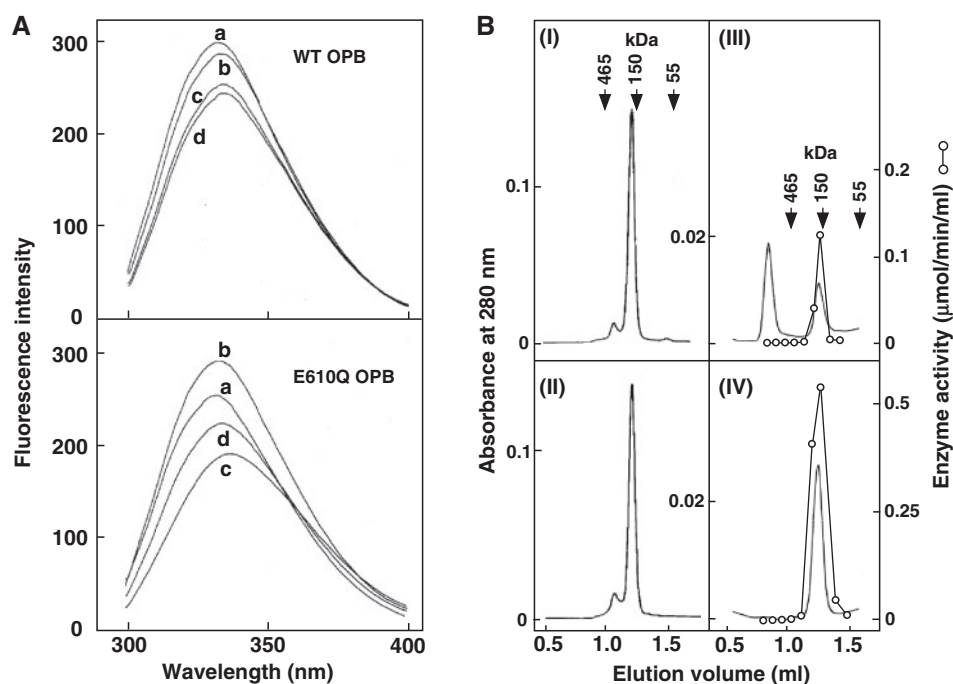 A
Fluorescence intensity
300
200
100
0
WT OPB
a
b
c
d
300
200
100
0
E610Q OPB
b
a
d
c
300
350
400
Wavelength (nm)
B
Absorbance at 280 nm
(I)
kDa
465
150
55
0.1
0
(III)
kDa
465
150
55
0.02
0.2
0.1
0
(II)
0.1
0
(IV)
0.02
0.5
0.25
0
0.5
1.0
1.5
0.5
1.0
1.5
Elution volume (ml)
Enzyme activity (μmol/min/ml)